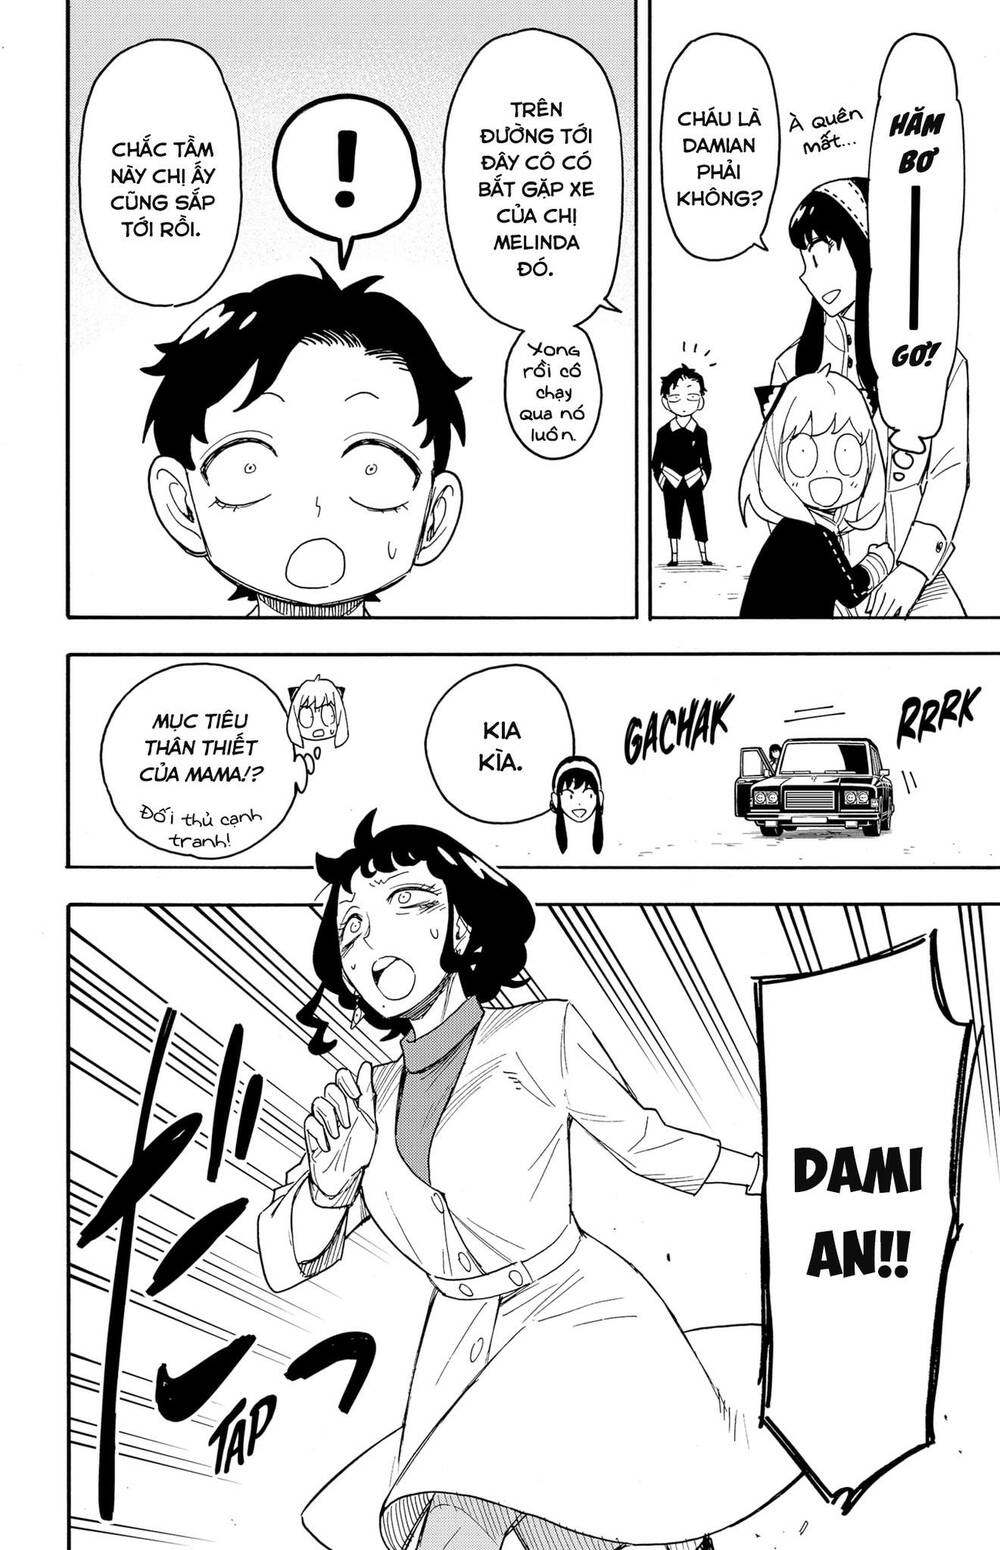 HĂM
BƠ
GƠ!
À quên
mất...
CHÁU LÀ
DAMIAN
PHẢI
KHÔNG?
TRÊN
ĐƯỜNG TỚI
ĐÂY CÔ CÓ
BẮT GẶP XE
CỦA CHỊ
MELINDA
ĐÓ.
Xong
rồi cô
chạy
qua nó
luôn.
!
CHẮC TẦM
NÀY CHỊ ẤY
CŨNG SẮP
TỚI RỒI.
RRRK
GACHAK
KIA
KÌA.
MỤC TIÊU
THÂN THIẾT
CỦA MAMA!?
Đối thủ cạnh
tranh!
DAMI
AN!!
ダッ
TAP